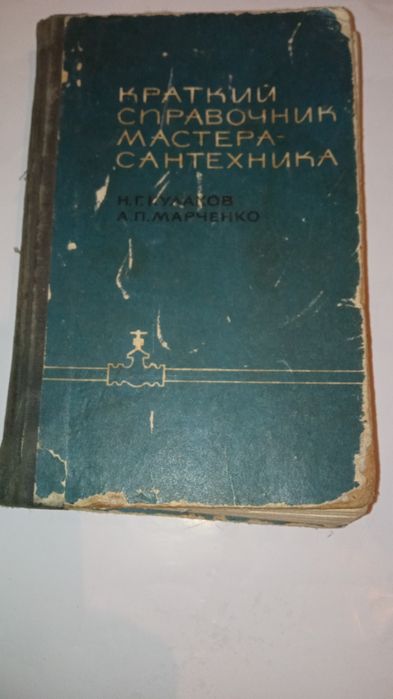 КРАТКИЙ
СПРАВОЧНИК
МАСТЕРА-
САНТЕХНИКА
Н.Г. КУЛАКОВ
А.П. МАРЧЕНКО